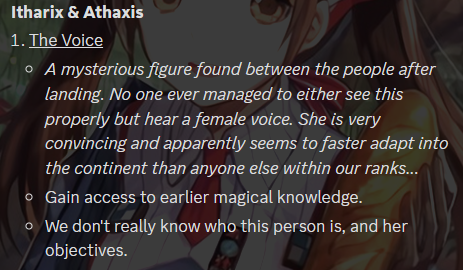 Itharix & Athaxis
1. The Voice
○ A mysterious figure found between the people after
landing. No one ever managed to either see this
properly but hear a female voice. She is very
convincing and apparently seems to faster adapt into
the continent than anyone else within our ranks...
○ Gain access to earlier magical knowledge.
○ We don't really know who this person is, and her
objectives.